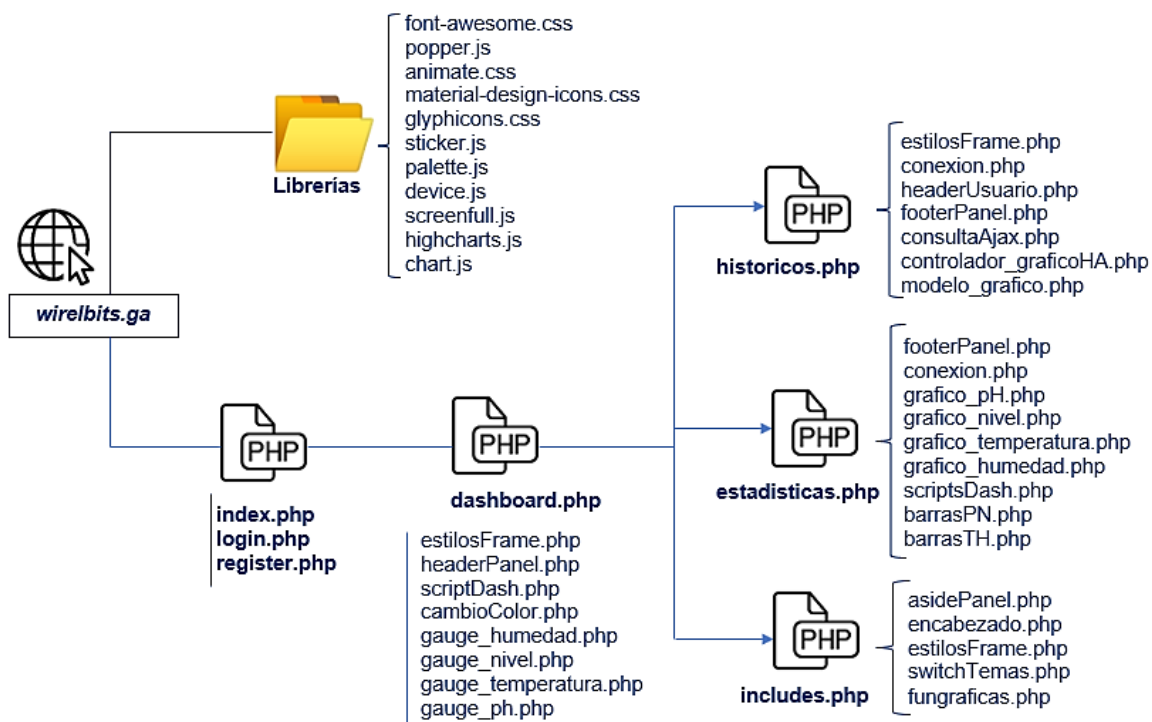 font-awesome.css
popper.js
animate.css
material-design-icons.css
glyphicons.css
sticker.js
palette.js
device.js
screenfull.js
highcharts.js
chart.js
Librerías
wirelbits.ga
PHP
index.php
login.php
register.php
PHP
dashboard.php
estilosFrame.php
headerPanel.php
scriptDash.php
cambioColor.php
gauge_humedad.php
gauge_nivel.php
gauge_temperatura.php
gauge_ph.php
PHP
historicos.php
estilosFrame.php
conexion.php
headerUsuario.php
footerPanel.php
consultaAjax.php
controlador_graficoHA.php
modelo_grafico.php
PHP
estadisticas.php
footerPanel.php
conexion.php
grafico_pH.php
grafico_nivel.php
grafico_temperatura.php
grafico_humedad.php
scriptsDash.php
barrasPN.php
barrasTH.php
PHP
includes.php
asidePanel.php
encabezado.php
estilosFrame.php
switchTemas.php
fungraficas.php